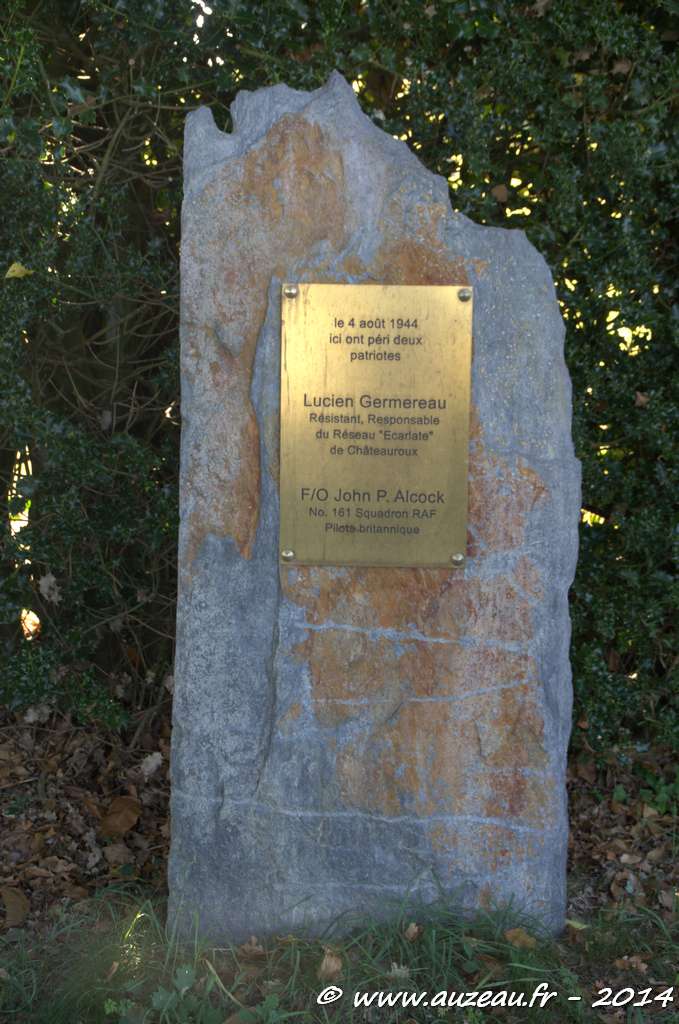 le 4 août 1944
ici ont péri deux
patriotes
Lucien Germereau
Résistant, Responsable
du Réseau "Ecarlate"
de Châteauroux
F/O John P. Alcock
No. 161 Squadron RAF
Pilote britannique
© www.auzeau.fr - 2014